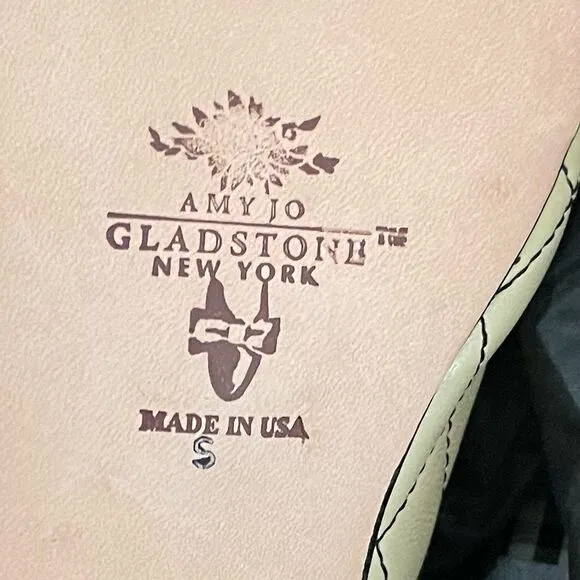 AMY JO
GLADSTONE™
NEW YORK
MADE IN USA
S